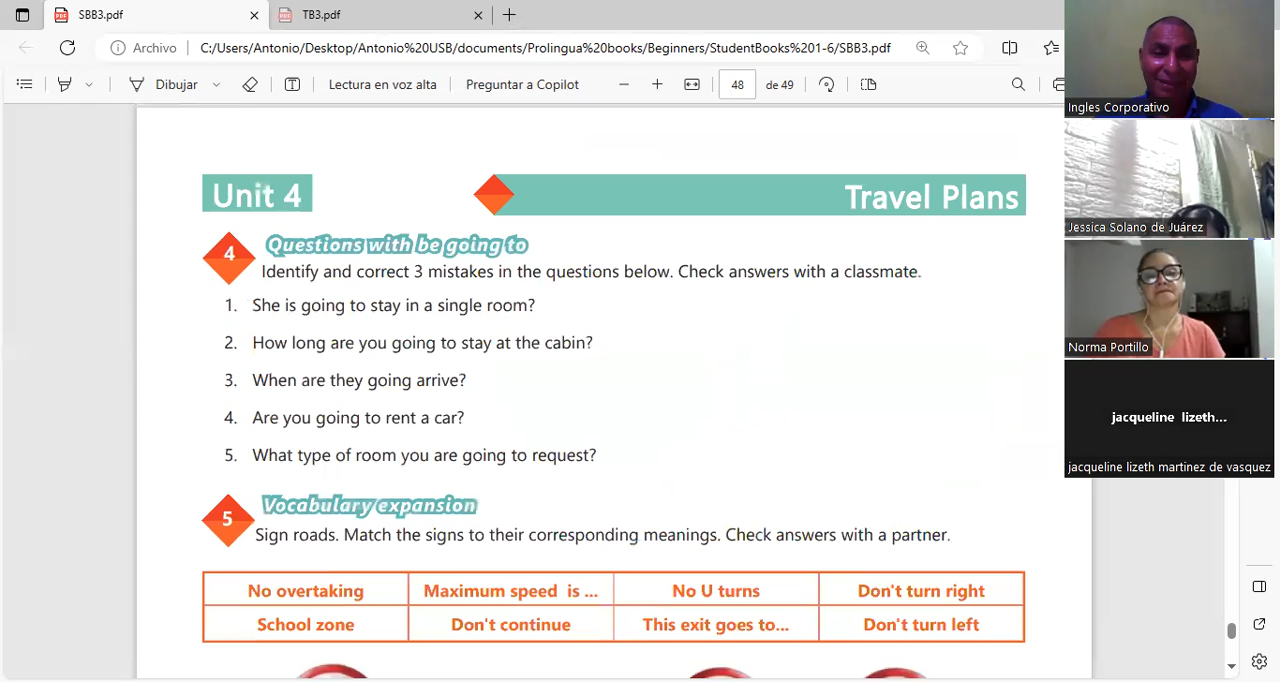 SBB3.pdf
TB3.pdf
Archivo
C:/Users/Antonio/Desktop/Antonio%20USB/documents/Prolingua%20books/Beginners/StudentBooks%201-6/SBB3.pdf
Dibujar
Lectura en voz alta
Preguntar a Copilot
48
de 49
Unit 4
Travel Plans
4
Questions with be going to
Identify and correct 3 mistakes in the questions below. Check answers with a classmate.
1. She is going to stay in a single room?
2. How long are you going to stay at the cabin?
3. When are they going arrive?
4. Are you going to rent a car?
5. What type of room you are going to request?
5
Vocabulary expansion
Sign roads. Match the signs to their corresponding meanings. Check answers with a partner.
No overtaking Maximum speed is ... No U turns Don't turn right
School zone Don't continue This exit goes to... Don't turn left
Ingles Corporativo
Jessica Solano de Juárez
Norma Portillo
jacqueline lizeth...
jacqueline lizeth martinez de vasquez